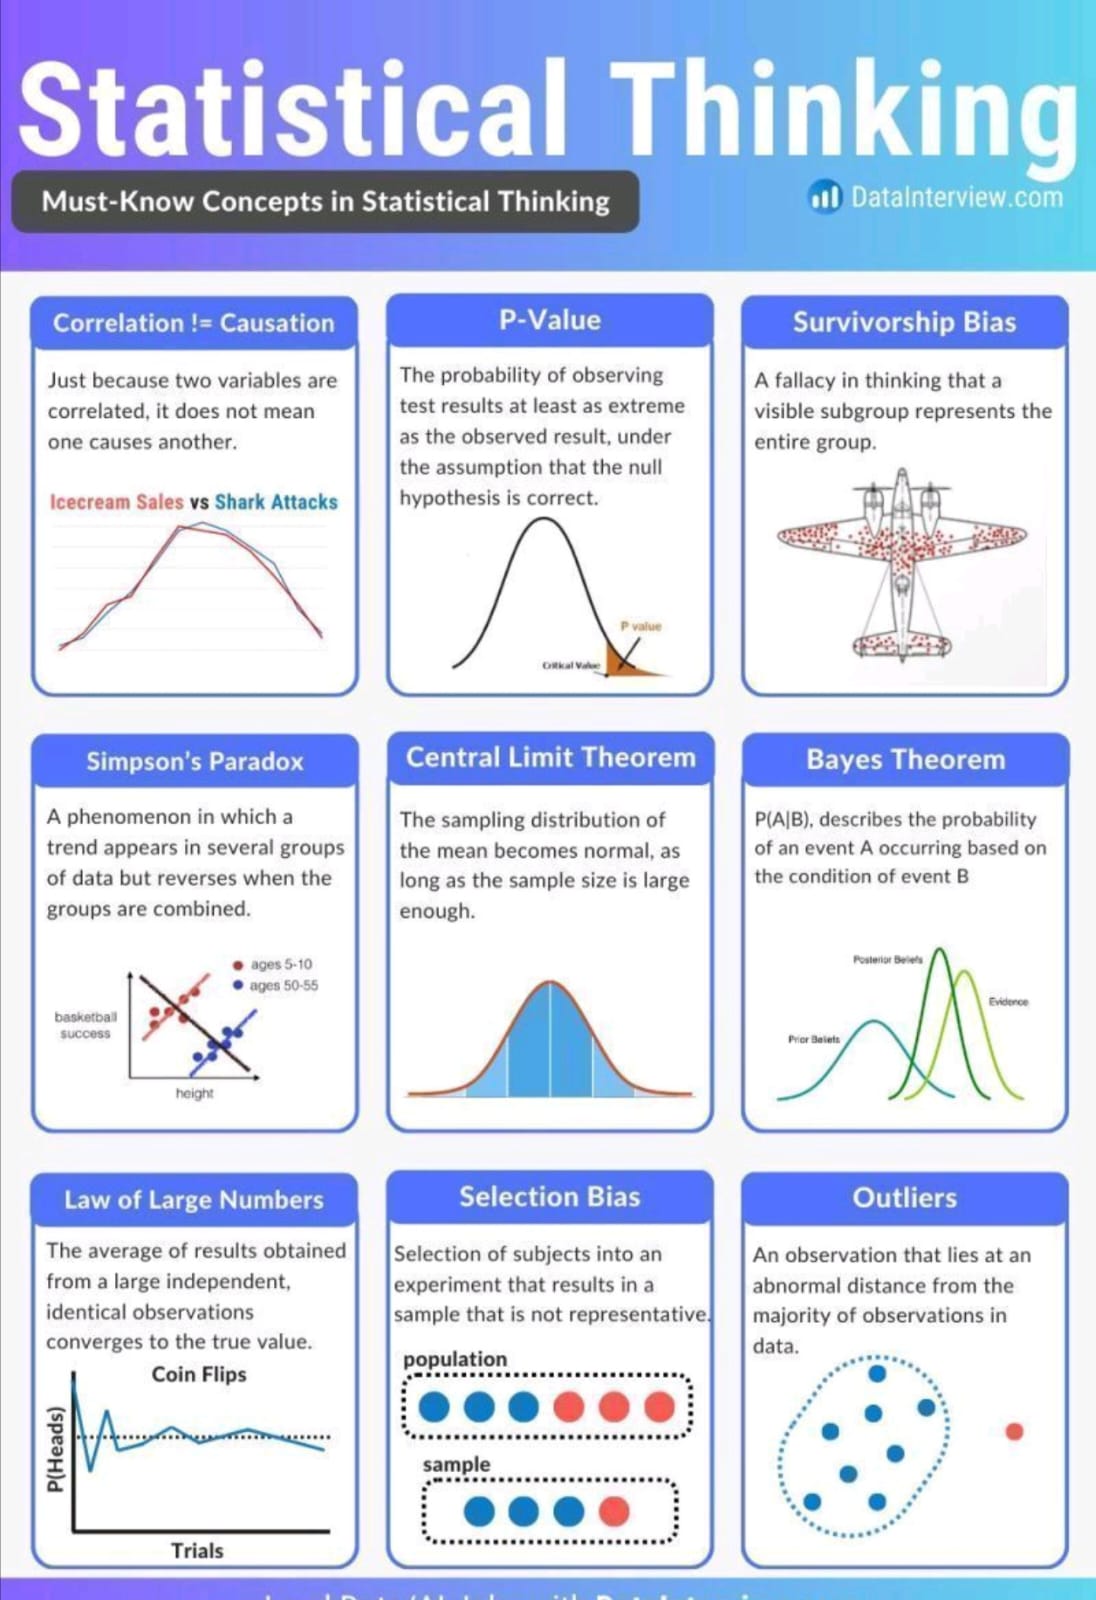 Statistical Thinking
Must-Know Concepts in Statistical Thinking
DataInterview.com
Correlation != Causation
Just because two variables are
correlated, it does not mean
one causes another.
Icecream Sales vs Shark Attacks
P-Value
The probability of observing
test results at least as extreme
as the observed result, under
the assumption that the null
hypothesis is correct.
P value
Critical Value
Survivorship Bias
A fallacy in thinking that a
visible subgroup represents the
entire group.
Simpson's Paradox
A phenomenon in which a
trend appears in several groups
of data but reverses when the
groups are combined.
ages 5-10
ages 50-55
basketball
success
height
Central Limit Theorem
The sampling distribution of
the mean becomes normal, as
long as the sample size is large
enough.
Bayes Theorem
P(A|B), describes the probability
of an event A occurring based on
the condition of event B
Posterior Beliefs
Evidence
Prior Beliefs
Law of Large Numbers
The average of results obtained
from a large independent,
identical observations
converges to the true value.
Coin Flips
P(Heads)
Trials
Selection Bias
Selection of subjects into an
experiment that results in a
sample that is not representative.
population
sample
Outliers
An observation that lies at an
abnormal distance from the
majority of observations in
data.